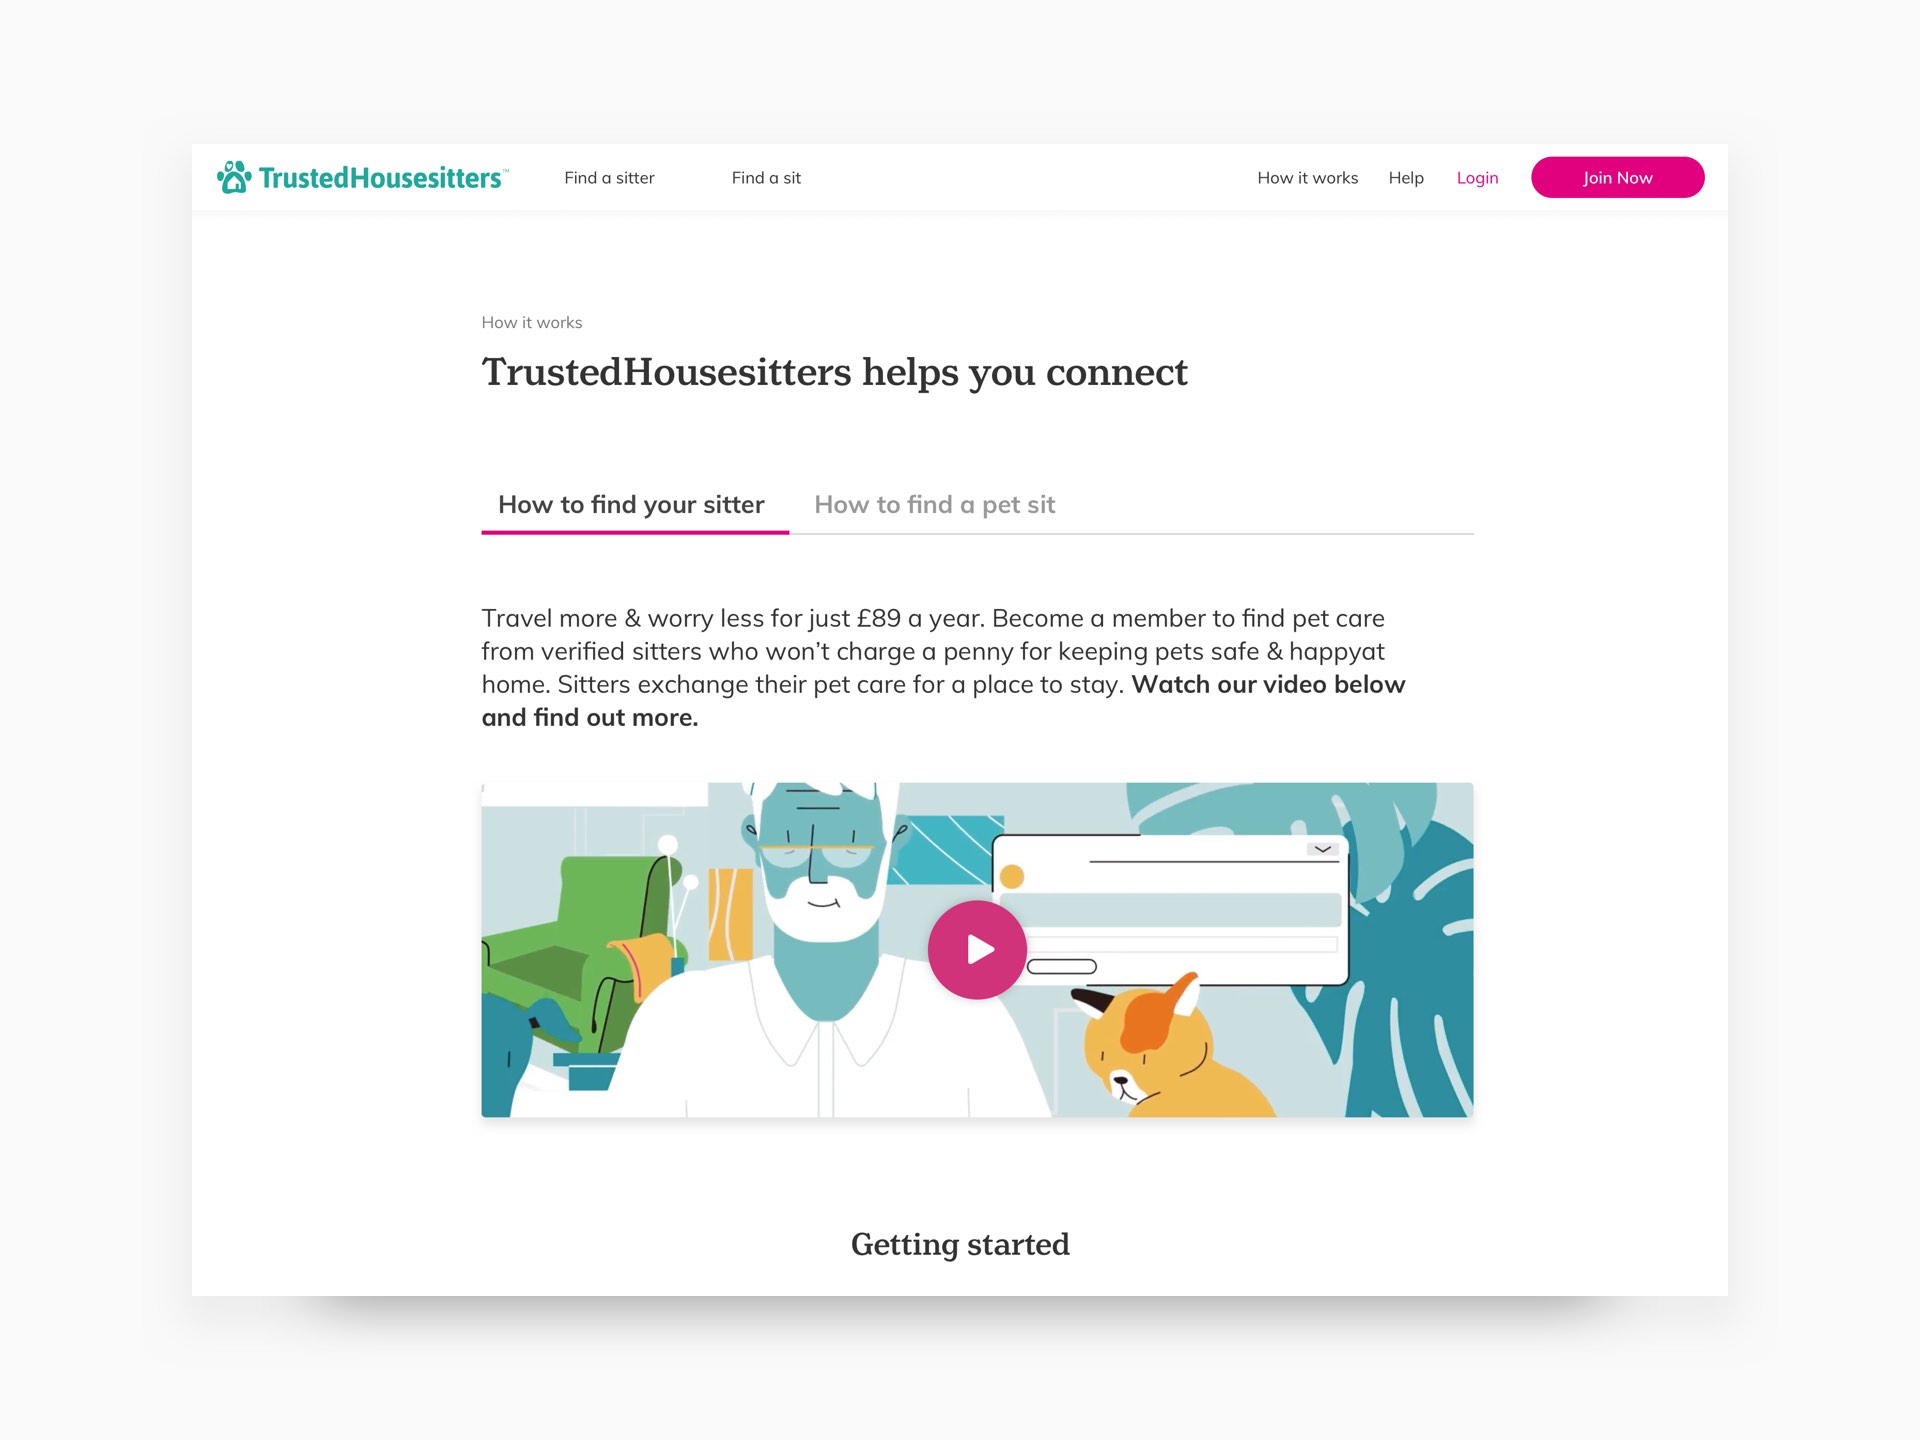 TrustedHousesitters™
Find a sitter
Find a sit
How it works
Help
Login
Join Now
How it works
TrustedHousesitters helps you connect
How to find your sitter
How to find a pet sit
Travel more & worry less for just £89 a year. Become a member to find pet care
from verified sitters who won’t charge a penny for keeping pets safe & happyat
home. Sitters exchange their pet care for a place to stay. Watch our video below
and find out more.
Getting started